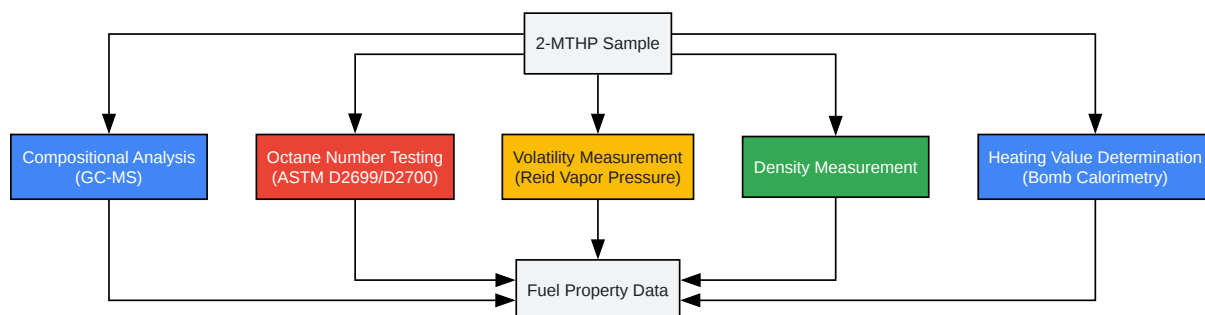 2-MTHP Sample
Compositional Analysis
(GC-MS)
Octane Number Testing
(ASTM D2699/D2700)
Volatility Measurement
(Reid Vapor Pressure)
Density Measurement
Heating Value Determination
(Bomb Calorimetry)
Fuel Property Data